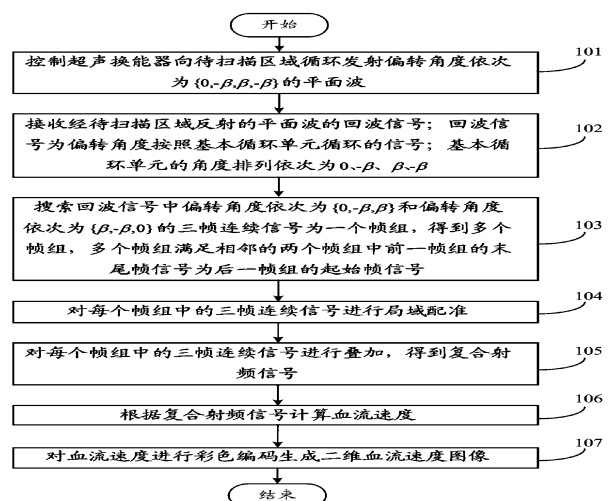 开始
控制超声换能器向待扫描区域循环发射偏转角度依次
为{0,-β,β,-β}的平面波
101
接收经待扫描区域反射的平面波的回波信号；回波信
号为偏转角度按照基本循环单元循环的信号；基本
循环单元的角度排列依次为0、-β、β、-β
102
搜索回波信号中偏转角度依次为{0,-β,β}和偏转角度
依次为{β,-β,0}的三帧连续信号为一个帧组，得到多个
帧组，多个帧组满足相邻的两个帧组中前一帧组的末
尾帧信号为后一帧组的起始帧信号
103
对每个帧组中的三帧连续信号进行局域配准
104
对每个帧组中的三帧连续信号进行叠加，得到复合射
频信号
105
根据复合射频信号计算血流速度
106
对血流速度进行彩色编码生成二维血流速度图像
107
结束